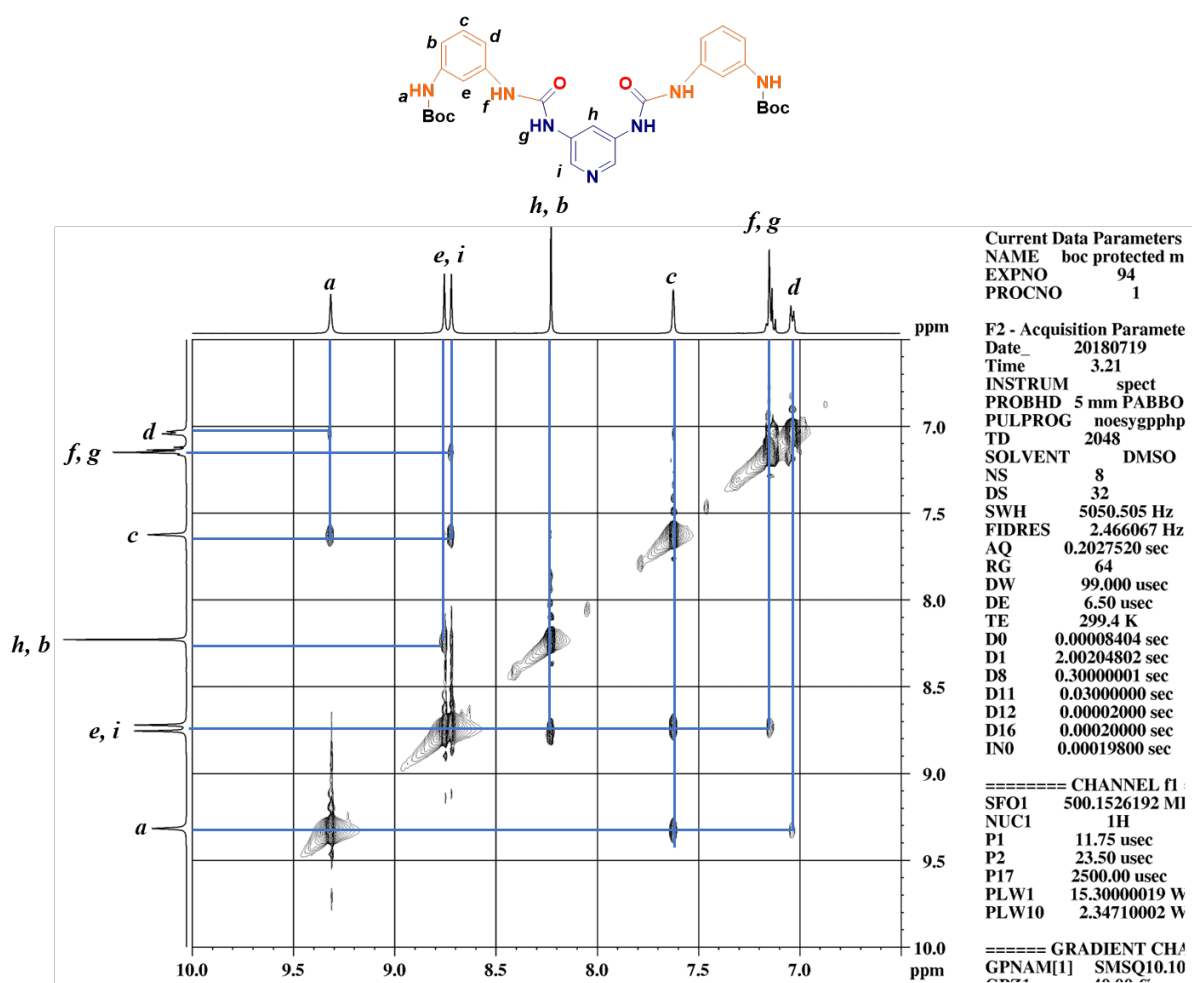 c
b
d
HN
O
O
NH
a HN
e
NH
Boc
f
h
Boc
HN
NH
g
i
N
h, b
f, g
e, i
a
c
d
ppm
d
7.0
f, g
c
7.5
8.0
h, b
8.5
e, i
9.0
a
9.5
10.0
10.0 9.5 9.0 8.5 8.0 7.5 7.0 ppm
Current Data Parameters
NAME boc protected m
EXPNO 94
PROCNO 1
F2 - Acquisition Paramete
Date_ 20180719
Time 3.21
INSTRUM spect
PROBHD 5 mm PABBO
PULPROG noesygpphp
TD 2048
SOLVENT DMSO
NS 8
DS 32
SWH 5050.505 Hz
FIDRES 2.466067 Hz
AQ 0.2027520 sec
RG 64
DW 99.000 usec
DE 6.50 usec
TE 299.4 K
D0 0.00008404 sec
D1 2.00204802 sec
D8 0.30000001 sec
D11 0.03000000 sec
D12 0.00002000 sec
D16 0.00020000 sec
IN0 0.00019800 sec
======== CHANNEL f1
SFO1 500.1526192 MH
NUC1 1H
P1 11.75 usec
P2 23.50 usec
P17 2500.00 usec
PLW1 15.30000019 W
PLW10 2.34710002 W
====== GRADIENT CHA
GPNAM[1] SMSQ10.10